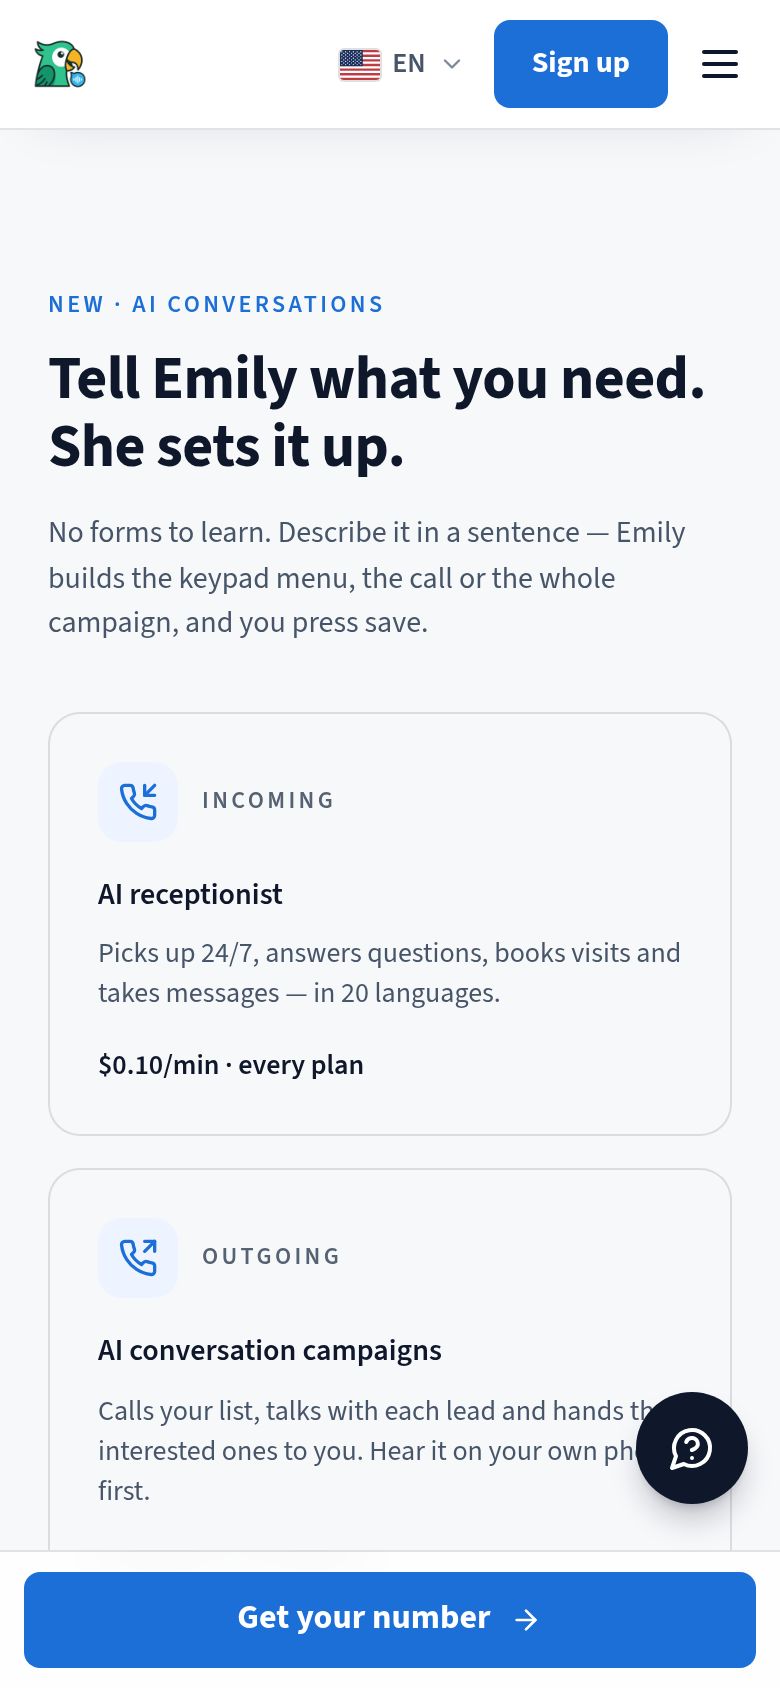 EN
Sign up
NEW · AI CONVERSATIONS
Tell Emily what you need.
She sets it up.
No forms to learn. Describe it in a sentence — Emily
builds the keypad menu, the call or the whole
campaign, and you press save.
INCOMING
AI receptionist
Picks up 24/7, answers questions, books visits and
takes messages — in 20 languages.
$0.10/min · every plan
OUTGOING
AI conversation campaigns
Calls your list, talks with each lead and hands
interested ones to you. Hear it on your own
first.
Get your number